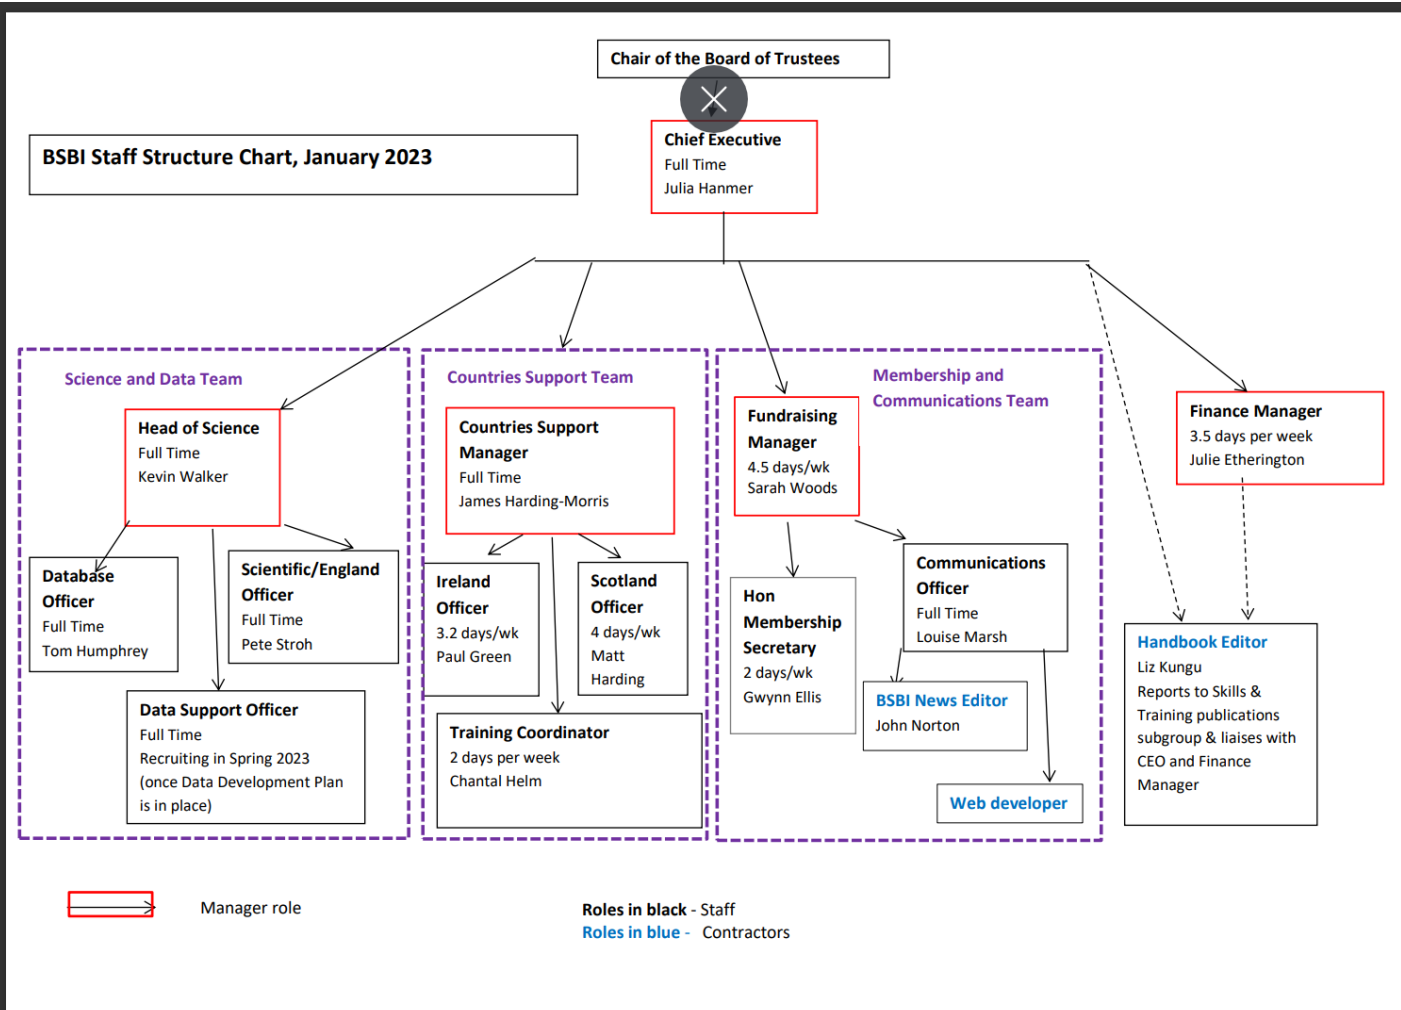 Chair of the Board of Trustees
Chief Executive
Full Time
Julia Hanmer
BSBI Staff Structure Chart, January 2023
Science and Data Team
Head of Science
Full Time
Kevin Walker
Database
Officer
Full Time
Tom Humphrey
Scientific/England
Officer
Full Time
Pete Stroh
Data Support Officer
Full Time
Recruiting in Spring 2023
(once Data Development Plan
is in place)
Countries Support Team
Countries Support
Manager
Full Time
James Harding-Morris
Ireland
Officer
3.2 days/wk
Paul Green
Scotland
Officer
4 days/wk
Matt
Harding
Training Coordinator
2 days per week
Chantal Helm
Membership and
Communications Team
Fundraising
Manager
4.5 days/wk
Sarah Woods
Hon
Membership
Secretary
2 days/wk
Gwynn Ellis
Communications
Officer
Full Time
Louise Marsh
BSBI News Editor
John Norton
Web developer
Finance Manager
3.5 days per week
Julie Etherington
Handbook Editor
Liz Kungu
Reports to Skills &
Training publications
subgroup & liaises with
CEO and Finance
Manager
Manager role
Roles in black - Staff
Roles in blue - Contractors